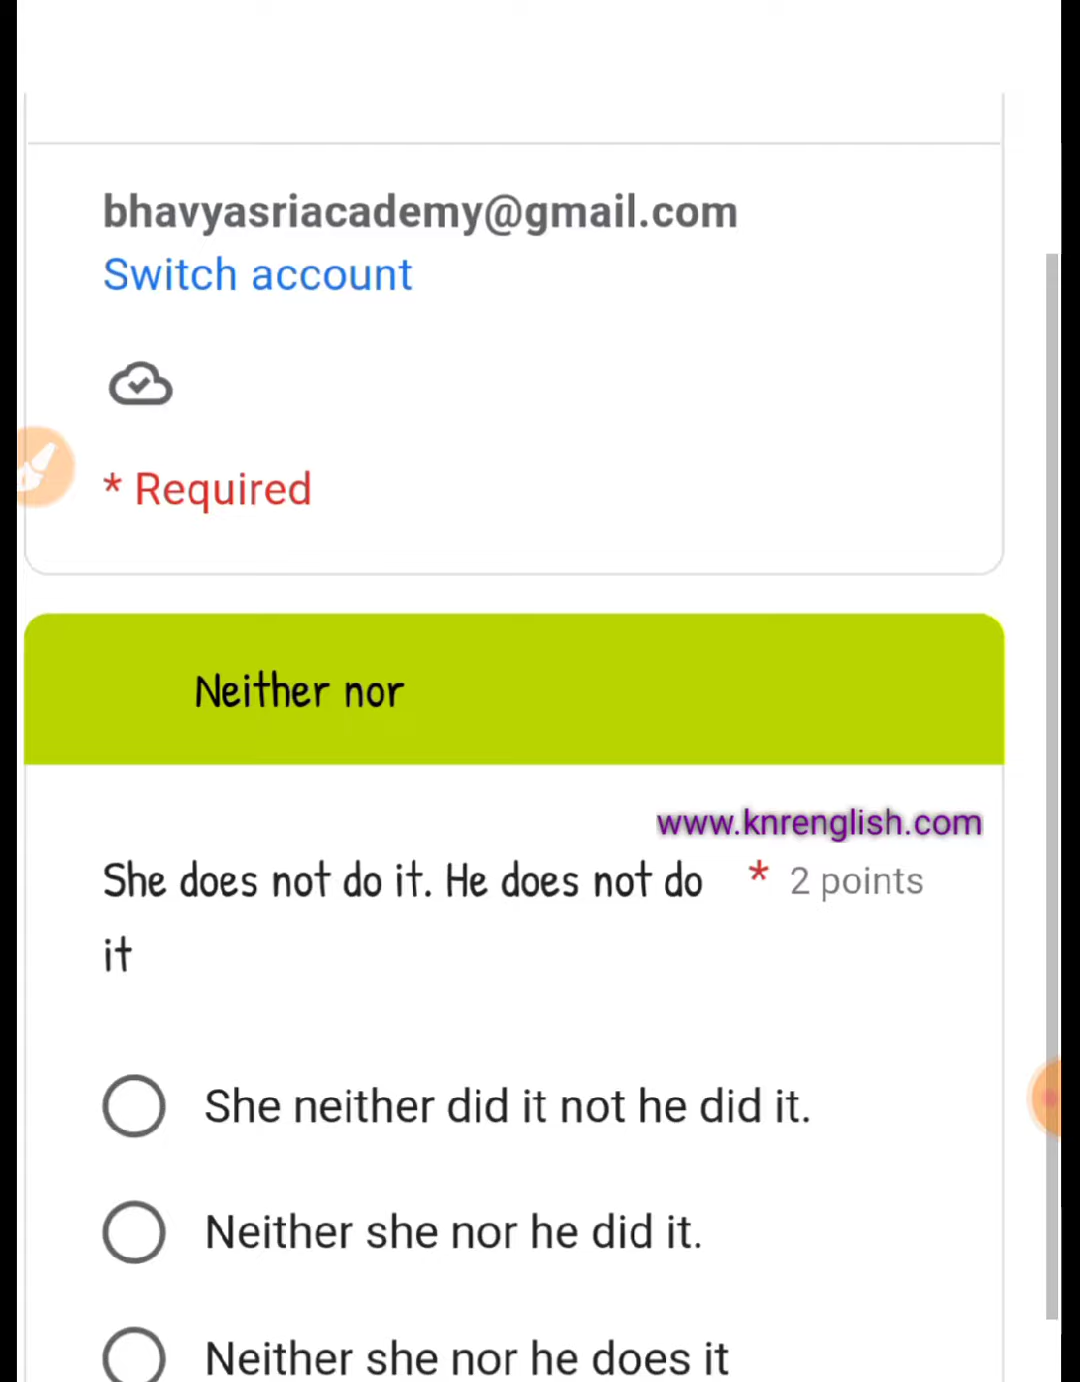 bhavyasriacademy@gmail.com
Switch account
* Required
Neither nor
www.knrenglish.com
She does not do it. He does not do * 2 points
it
She neither did it not he did it.
Neither she nor he did it.
Neither she nor he does it